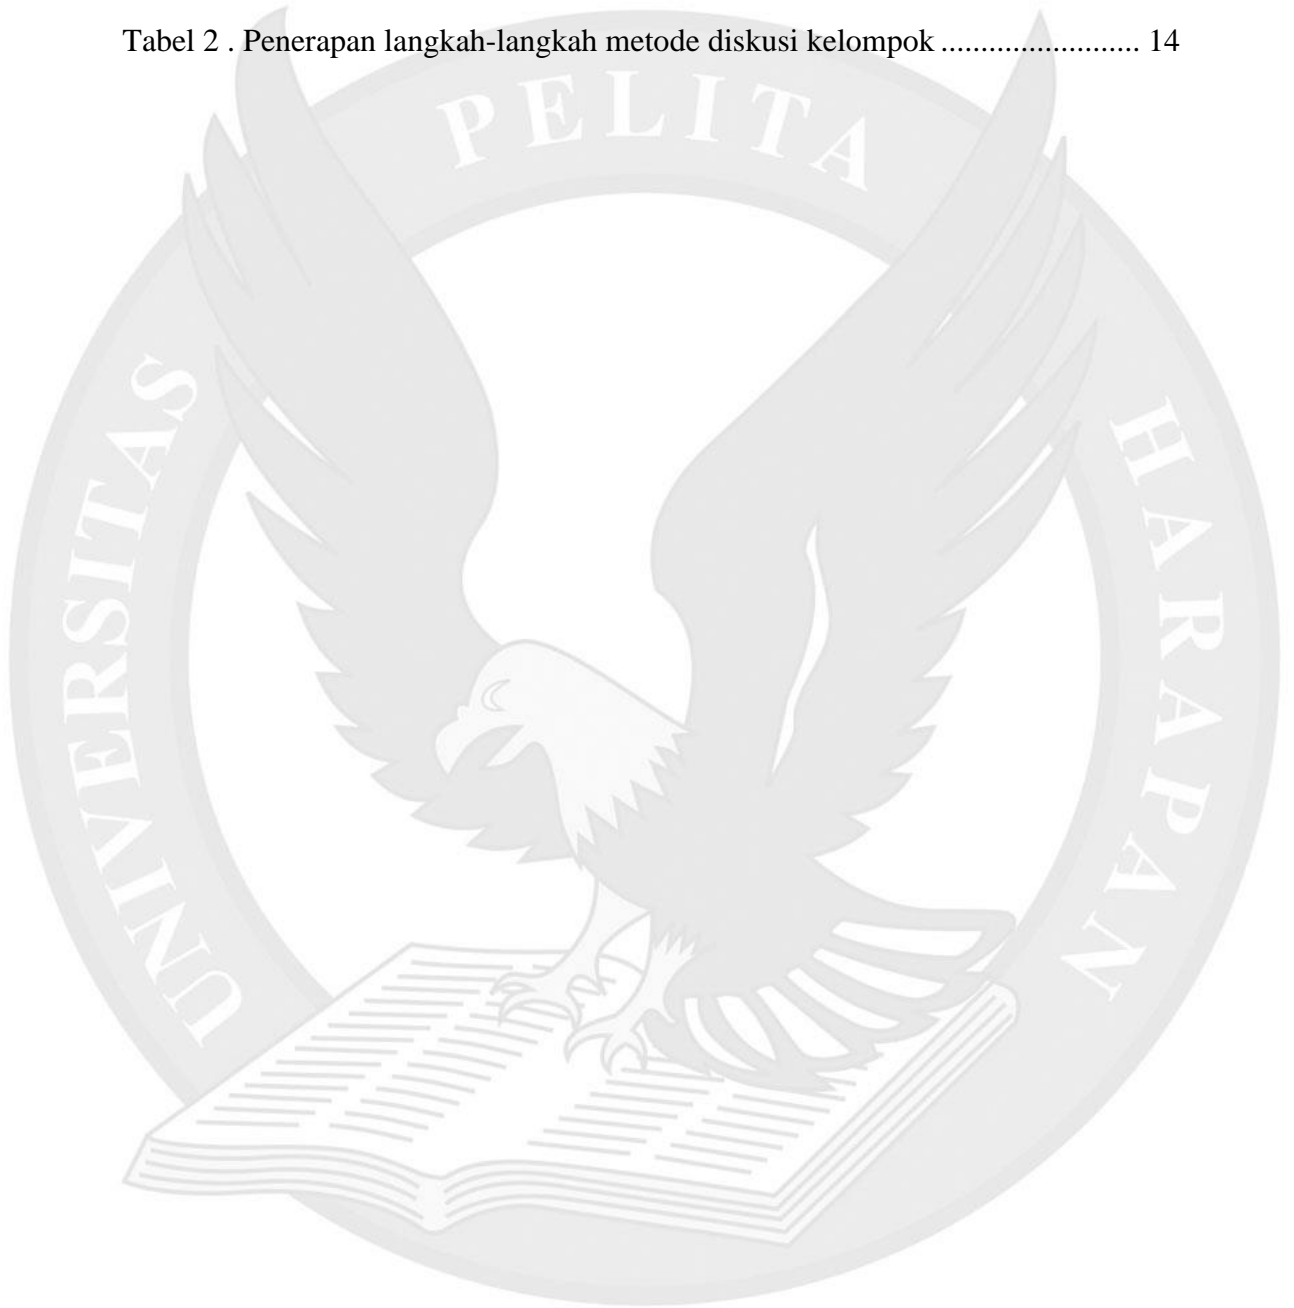 Tabel 2 . Penerapan langkah-langkah metode diskusi kelompok ........................ 14
UNIVERSITAS PELITA HARAPAN